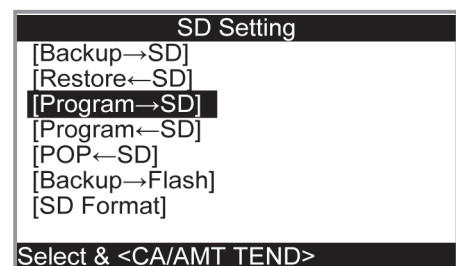 SD Setting
[Backup→SD]
[Restore←SD]
[Program→SD]
[Program←SD]
[POP←SD]
[Backup→Flash]
[SD Format]
Select & <CA/AMT TEND>